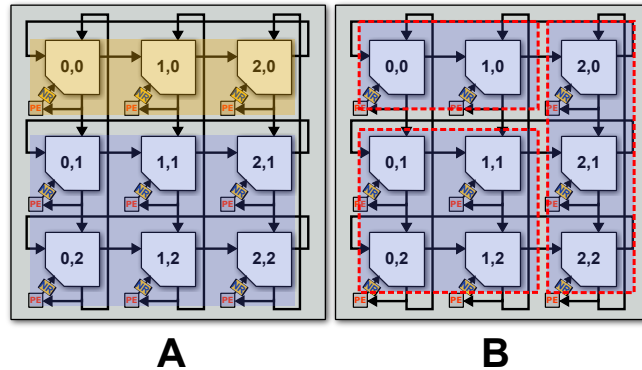 0,0 1,0 2,0 0,0 1,0 2,0
PE PE PE PE PE PE
0,1 1,1 2,1 0,1 1,1 2,1
PE PE PE PE PE PE
0,2 1,2 2,2 0,2 1,2 2,2
PE PE PE PE PE PE
A B